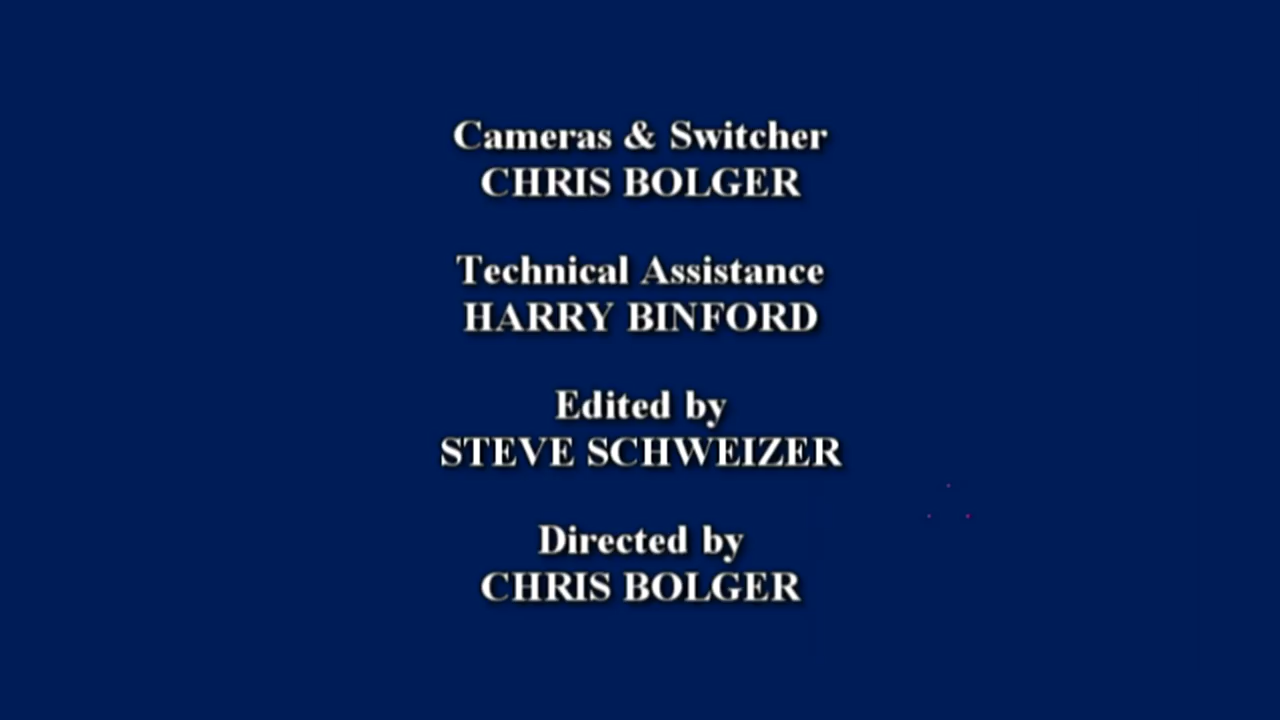 Cameras & Switcher
CHRIS BOLGER
Technical Assistance
HARRY BINFORD
Edited by
STEVE SCHWEIZER
Directed by
CHRIS BOLGER